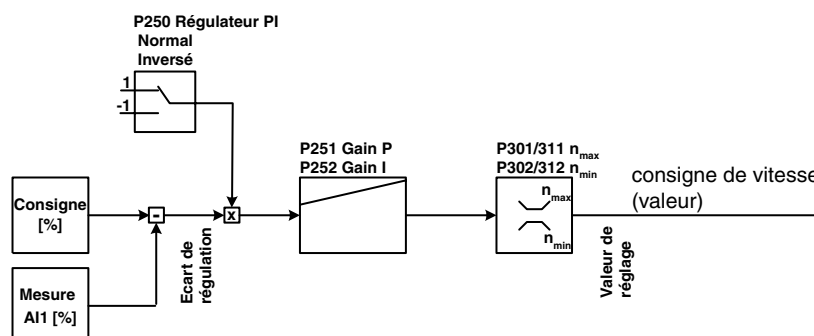 P250 Régulateur PI
Normal
Inversé
1
-1
P251 Gain P
P252 Gain I
P301/311 nmax
P302/312 nmin
consigne de vitesse
(valeur)
Consigne
[%]
-
x
nmax
nmin
Ecart de
régulation
Valeur de
réglage
Mesure
AI1 [%]